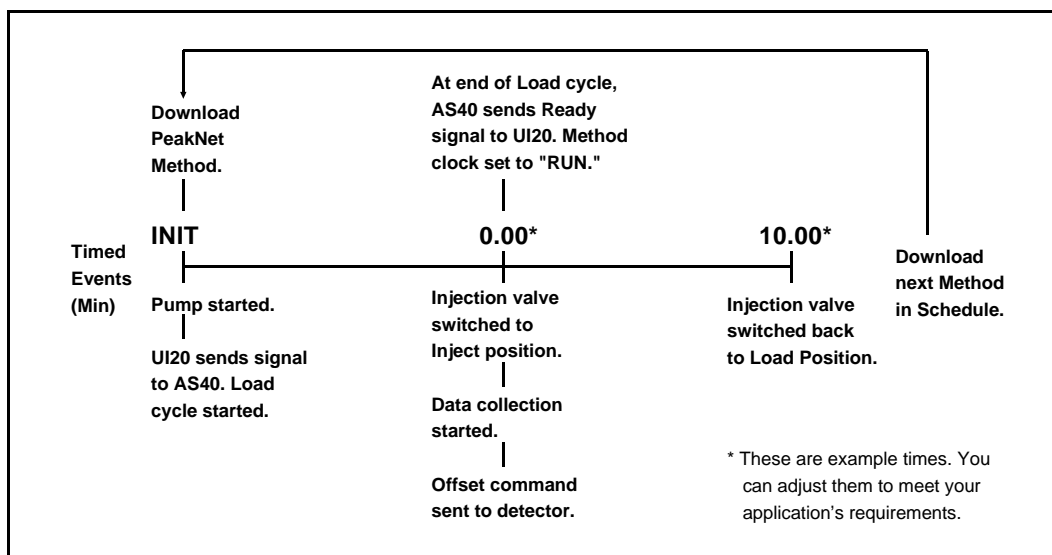 Download
PeakNet
Method.
At end of Load cycle,
AS40 sends Ready
signal to UI20. Method
clock set to "RUN."
Timed
Events
(Min)
INIT
0.00*
10.00*
Pump started.
UI20 sends signal
to AS40. Load
cycle started.
Injection valve
switched to
Inject position.
Data collection
started.
Offset command
sent to detector.
Injection valve
switched back
to Load Position.
Download
next Method
in Schedule.
* These are example times. You
can adjust them to meet your
application's requirements.